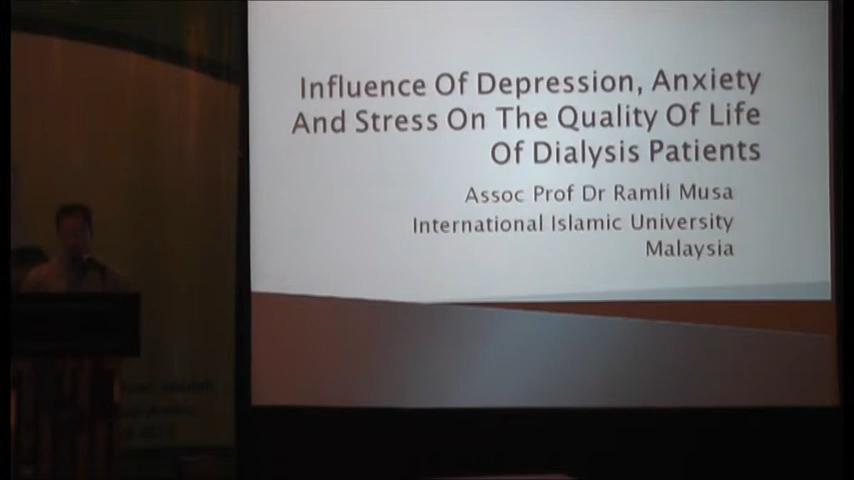 Influence Of Depression, Anxiety
And Stress On The Quality Of Life
Of Dialysis Patients
Assoc Prof Dr Ramli Musa
International Islamic University
Malaysia